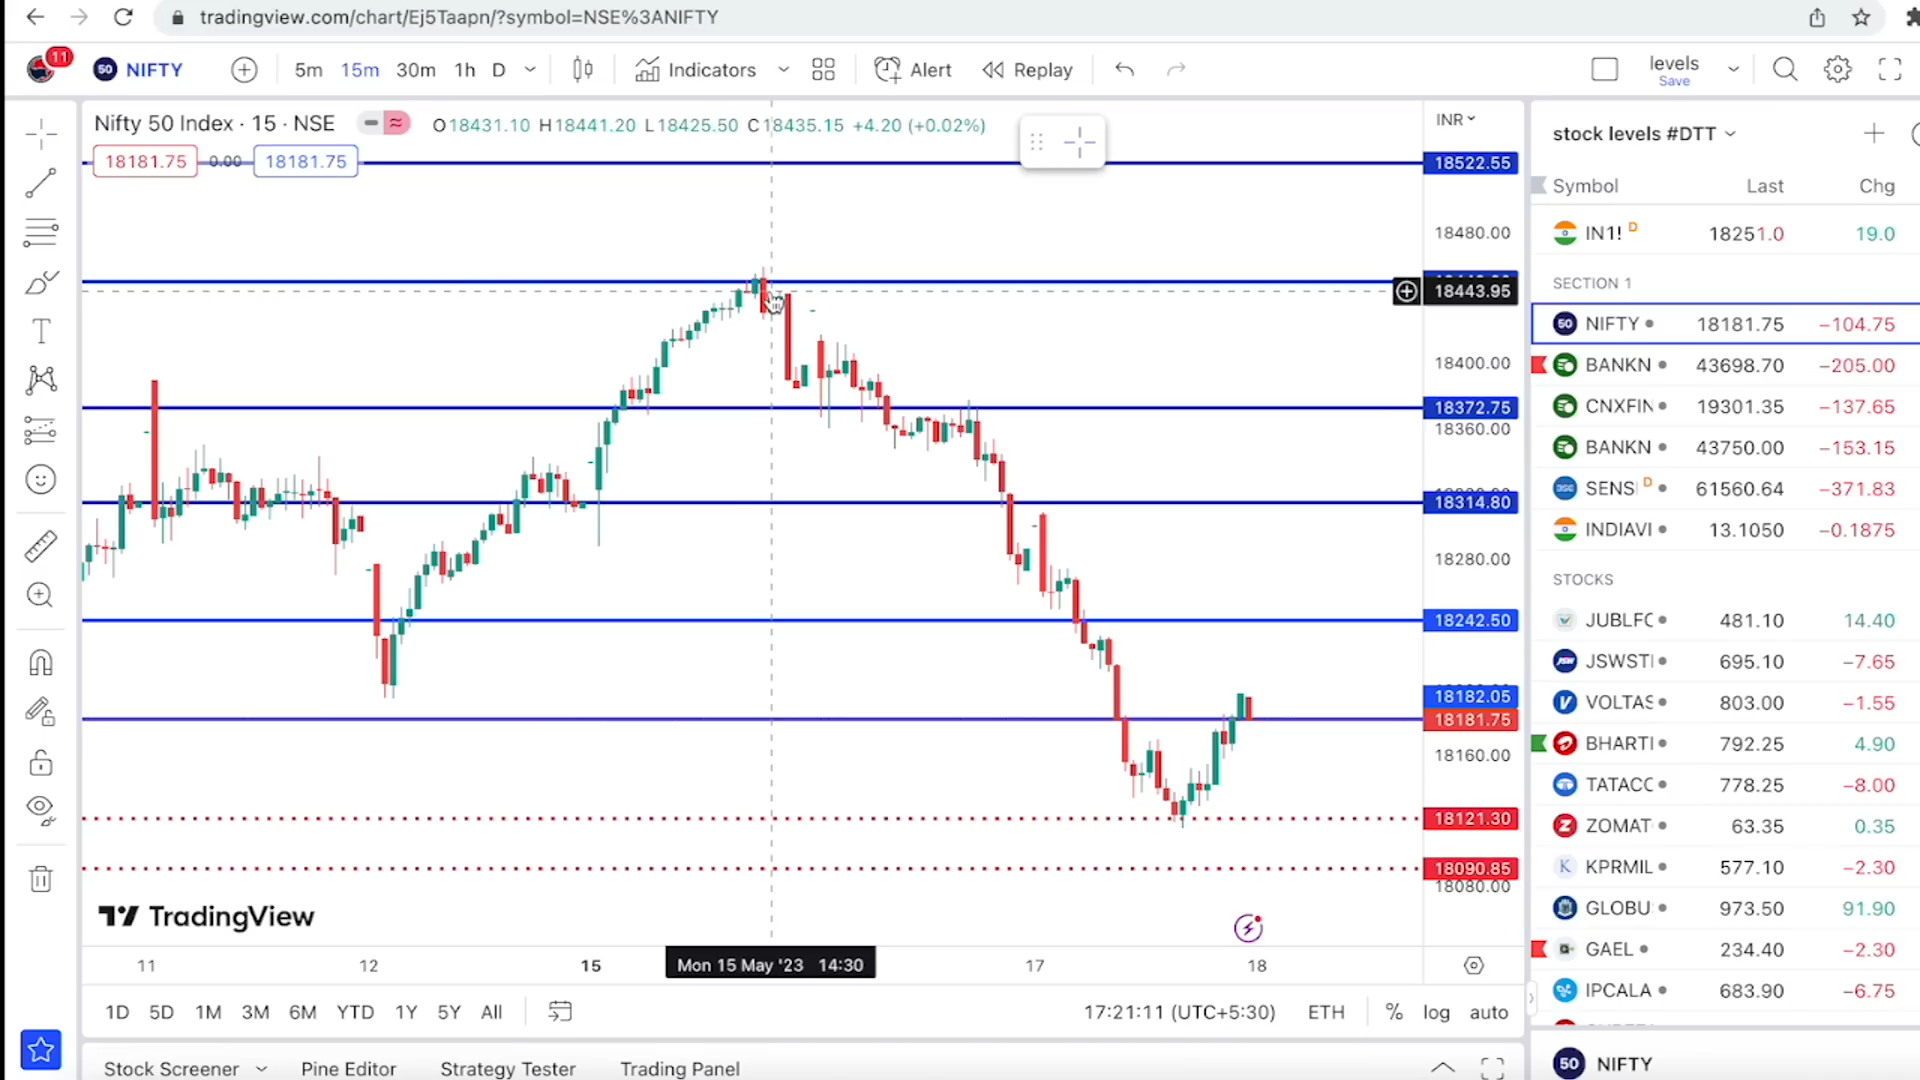 tradingview.com/chart/Ej5Taapn/?symbol=NSE%3ANIFTY
11
50 NIFTY 5m 15m 30m 1h D Indicators Alert Replay levels Save
Nifty 50 Index · 15 · NSE O18431.10 H18441.20 L18425.50 C18435.15 +4.20 (+0.02%)
18181.75 0.00 18181.75
INR
18522.55
18480.00
18443.95
18400.00
18372.75
18360.00
18314.80
18280.00
18242.50
18182.05
18181.75
18160.00
18121.30
18090.85
18080.00
TradingView
11 12 15 Mon 15 May '23 14:30 17 18
1D 5D 1M 3M 6M YTD 1Y 5Y All 17:21:11 (UTC+5:30) ETH % log auto
Stock Screener Pine Editor Strategy Tester Trading Panel
stock levels #DTT
Symbol Last Chg
IN1! D 18251.0 19.0
SECTION 1
50 NIFTY 18181.75 −104.75
BANKN 43698.70 −205.00
CNXFIN 19301.35 −137.65
BANKN 43750.00 −153.15
SENS D 61560.64 −371.83
INDIAVI 13.1050 −0.1875
STOCKS
JUBLFC 481.10 14.40
JSWST 695.10 −7.65
VOLTAS 803.00 −1.55
BHARTI 792.25 4.90
TATACC 778.25 −8.00
ZOMAT 63.35 0.35
KPRMIL 577.10 −2.30
GLOBU 973.50 91.90
GAEL 234.40 −2.30
IPCALA 683.90 −6.75
50 NIFTY